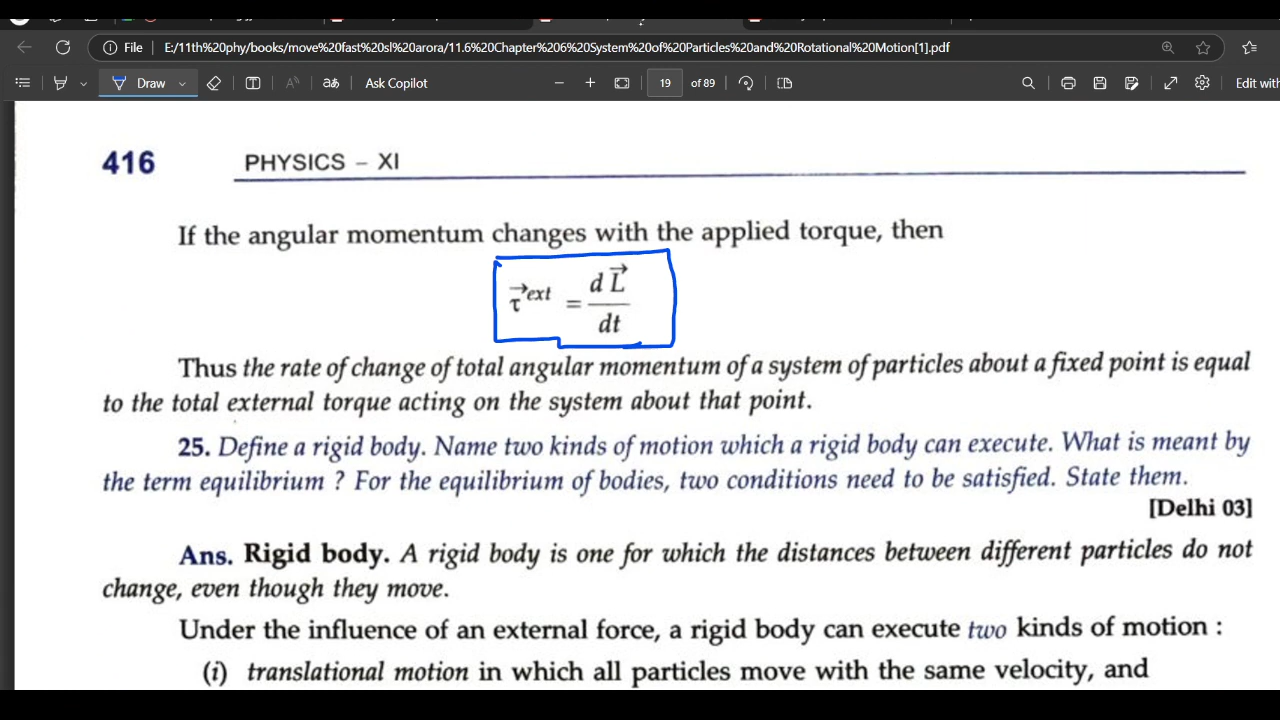 File | E:/11th%20phy/books/move%20fast%20sl%20arora/11.6%20Chapter%206%20System%20of%20Particles%20and%20Rotational%20Motion[1].pdf
Draw aあ Ask Copilot − + 19 of 89 Edit with
416 PHYSICS – XI
If the angular momentum changes with the applied torque, then
τ⃗ ext = dL⃗/dt
Thus the rate of change of total angular momentum of a system of particles about a fixed point is equal
to the total external torque acting on the system about that point.
25. Define a rigid body. Name two kinds of motion which a rigid body can execute. What is meant by
the term equilibrium ? For the equilibrium of bodies, two conditions need to be satisfied. State them.
[Delhi 03]
Ans. Rigid body. A rigid body is one for which the distances between different particles do not
change, even though they move.
Under the influence of an external force, a rigid body can execute two kinds of motion :
(i) translational motion in which all particles move with the same velocity, and